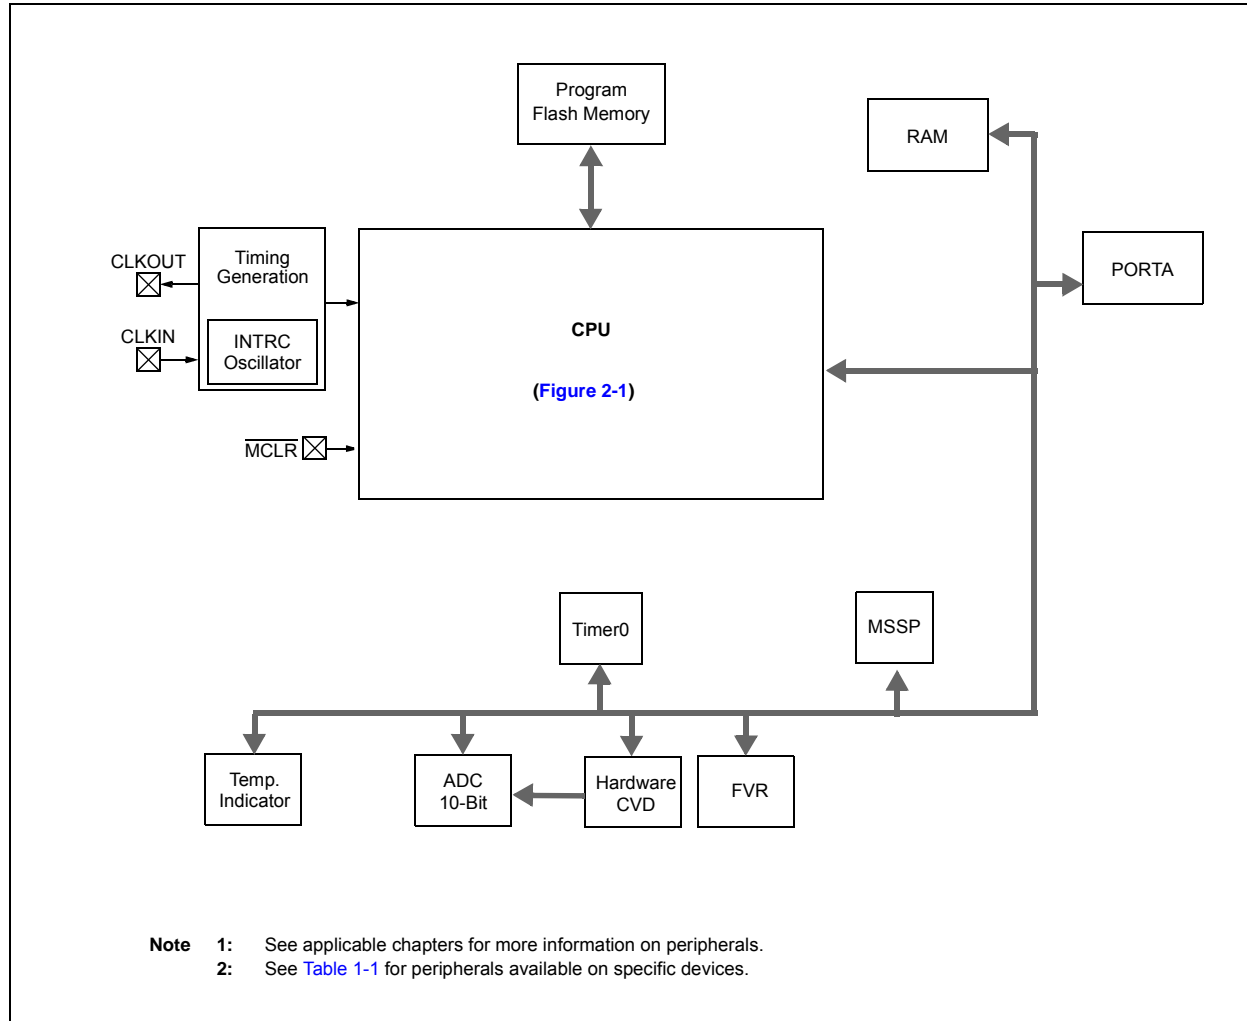 Program
Flash Memory
RAM
Timing
Generation
CLKOUT
PORTA
CLKIN
INTRC
Oscillator
CPU
(Figure 2-1)
MCLR
Timer0
MSSP
Temp.
Indicator
ADC
10-Bit
Hardware
CVD
FVR
Note 1: See applicable chapters for more information on peripherals.
2: See Table 1-1 for peripherals available on specific devices.